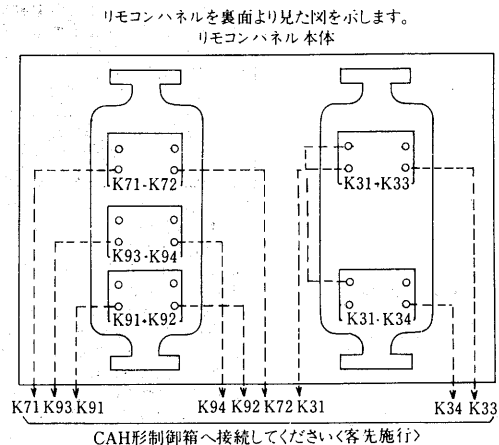 リモコンハネルを裏面より見た図を示します。
リモコンハネル本体
K71-K72
K31-K33
K93・K94
K91-K92
K31・K34
K71 K93 K91 K94 K92 K72 K31 K34 K33
CAH形制御箱へ接続してください〈客先施行〉